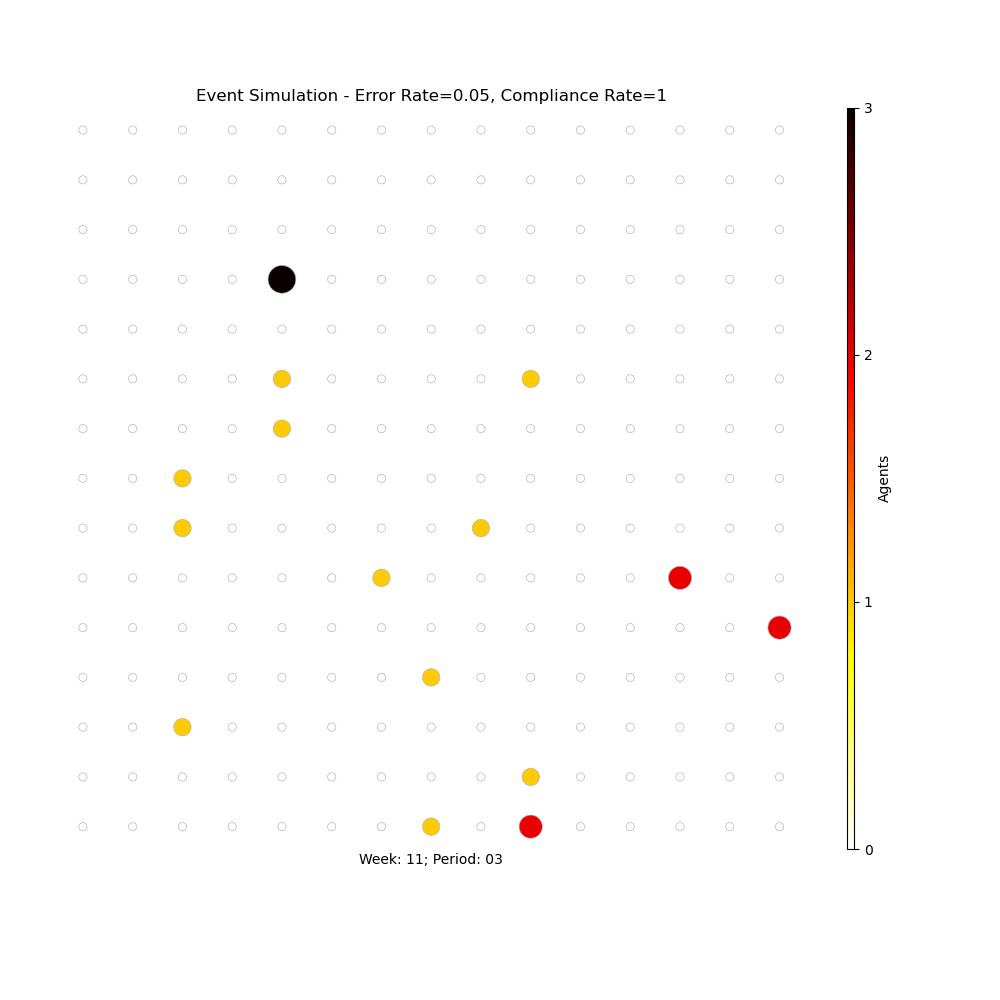 Event Simulation - Error Rate=0.05, Compliance Rate=1
3
2
Agents
1
0
Week: 11; Period: 03